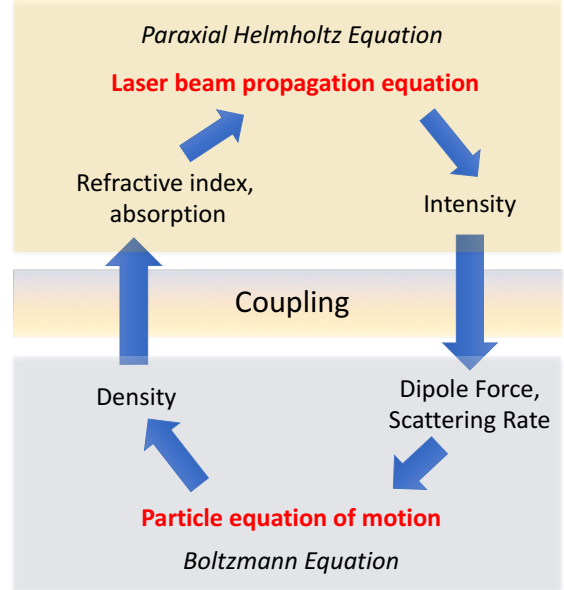 Paraxial Helmholtz Equation
Laser beam propagation equation
Refractive index,
absorption
Intensity
Coupling
Density
Dipole Force,
Scattering Rate
Particle equation of motion
Boltzmann Equation